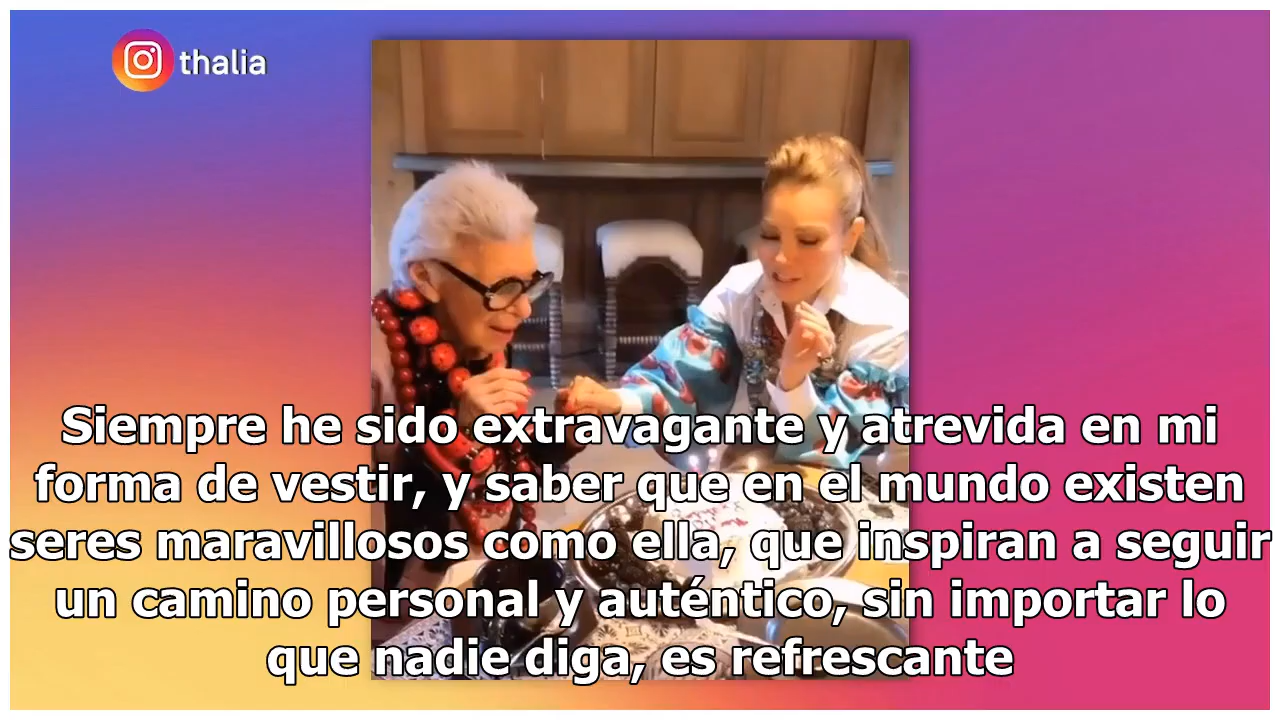 thalia
Siempre he sido extravagante y atrevida en mi
forma de vestir, y saber que en el mundo existen
seres maravillosos como ella, que inspiran a seguir
un camino personal y auténtico, sin importar lo
que nadie diga, es refrescante